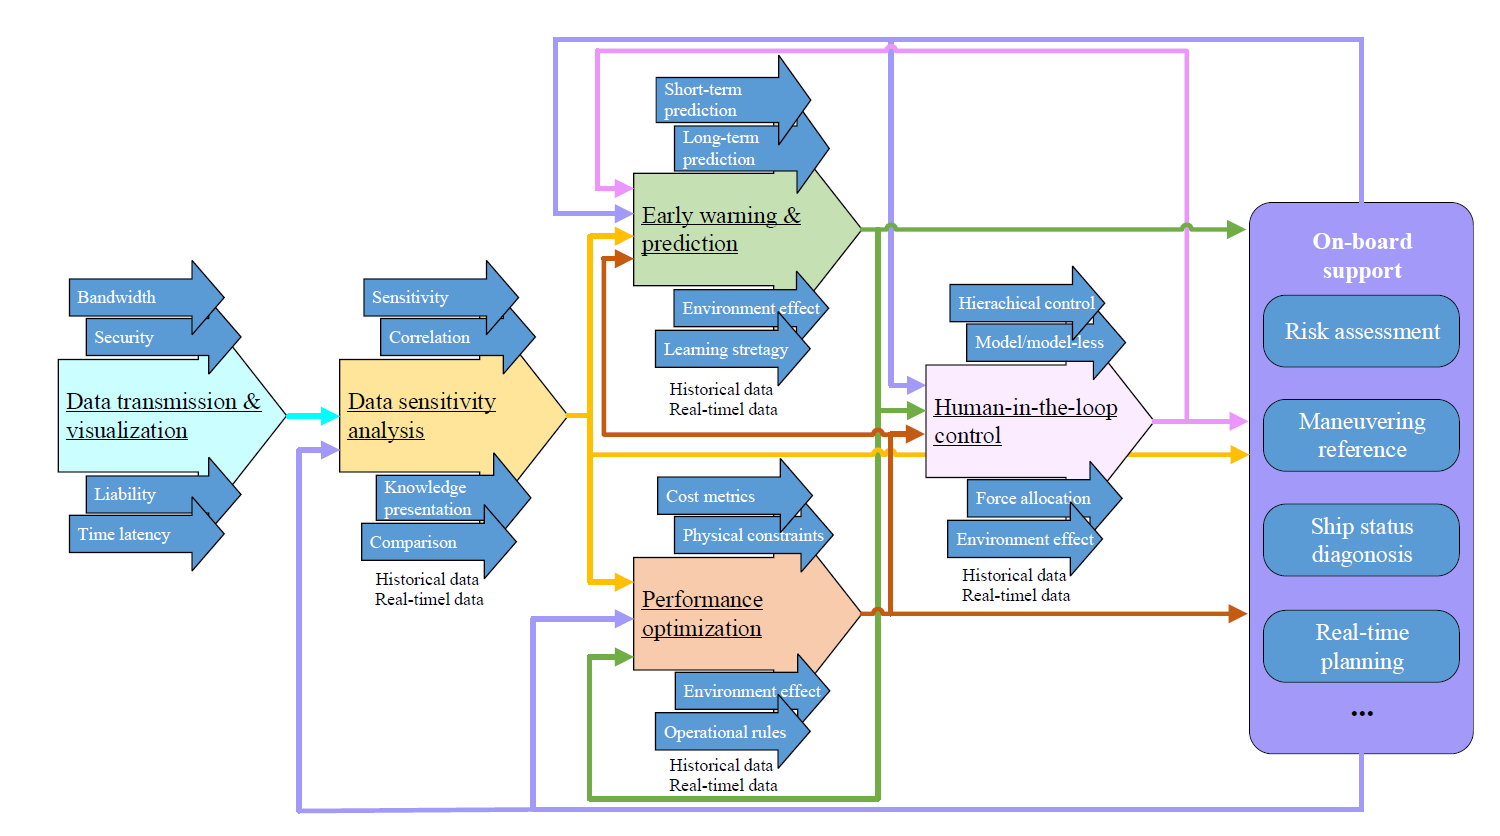 Bandwidth
Security
Data transmission &
visualization
Liability
Time latency
Sensitivity
Correlation
Data sensitivity
analysis
Knowledge
presentation
Comparison
Historical data
Real-timel data
Short-term
prediction
Long-term
prediction
Early warning &
prediction
Environment effect
Learning stretagy
Historical data
Real-timel data
Cost metrics
Physical constraints
Performance
optimization
Environment effect
Operational rules
Historical data
Real-timel data
Hierachical control
Model/model-less
Human-in-the-loop
control
Force allocation
Environment effect
Historical data
Real-timel data
On-board
support
Risk assessment
Maneuvering
reference
Ship status
diagonosis
Real-time
planning
...